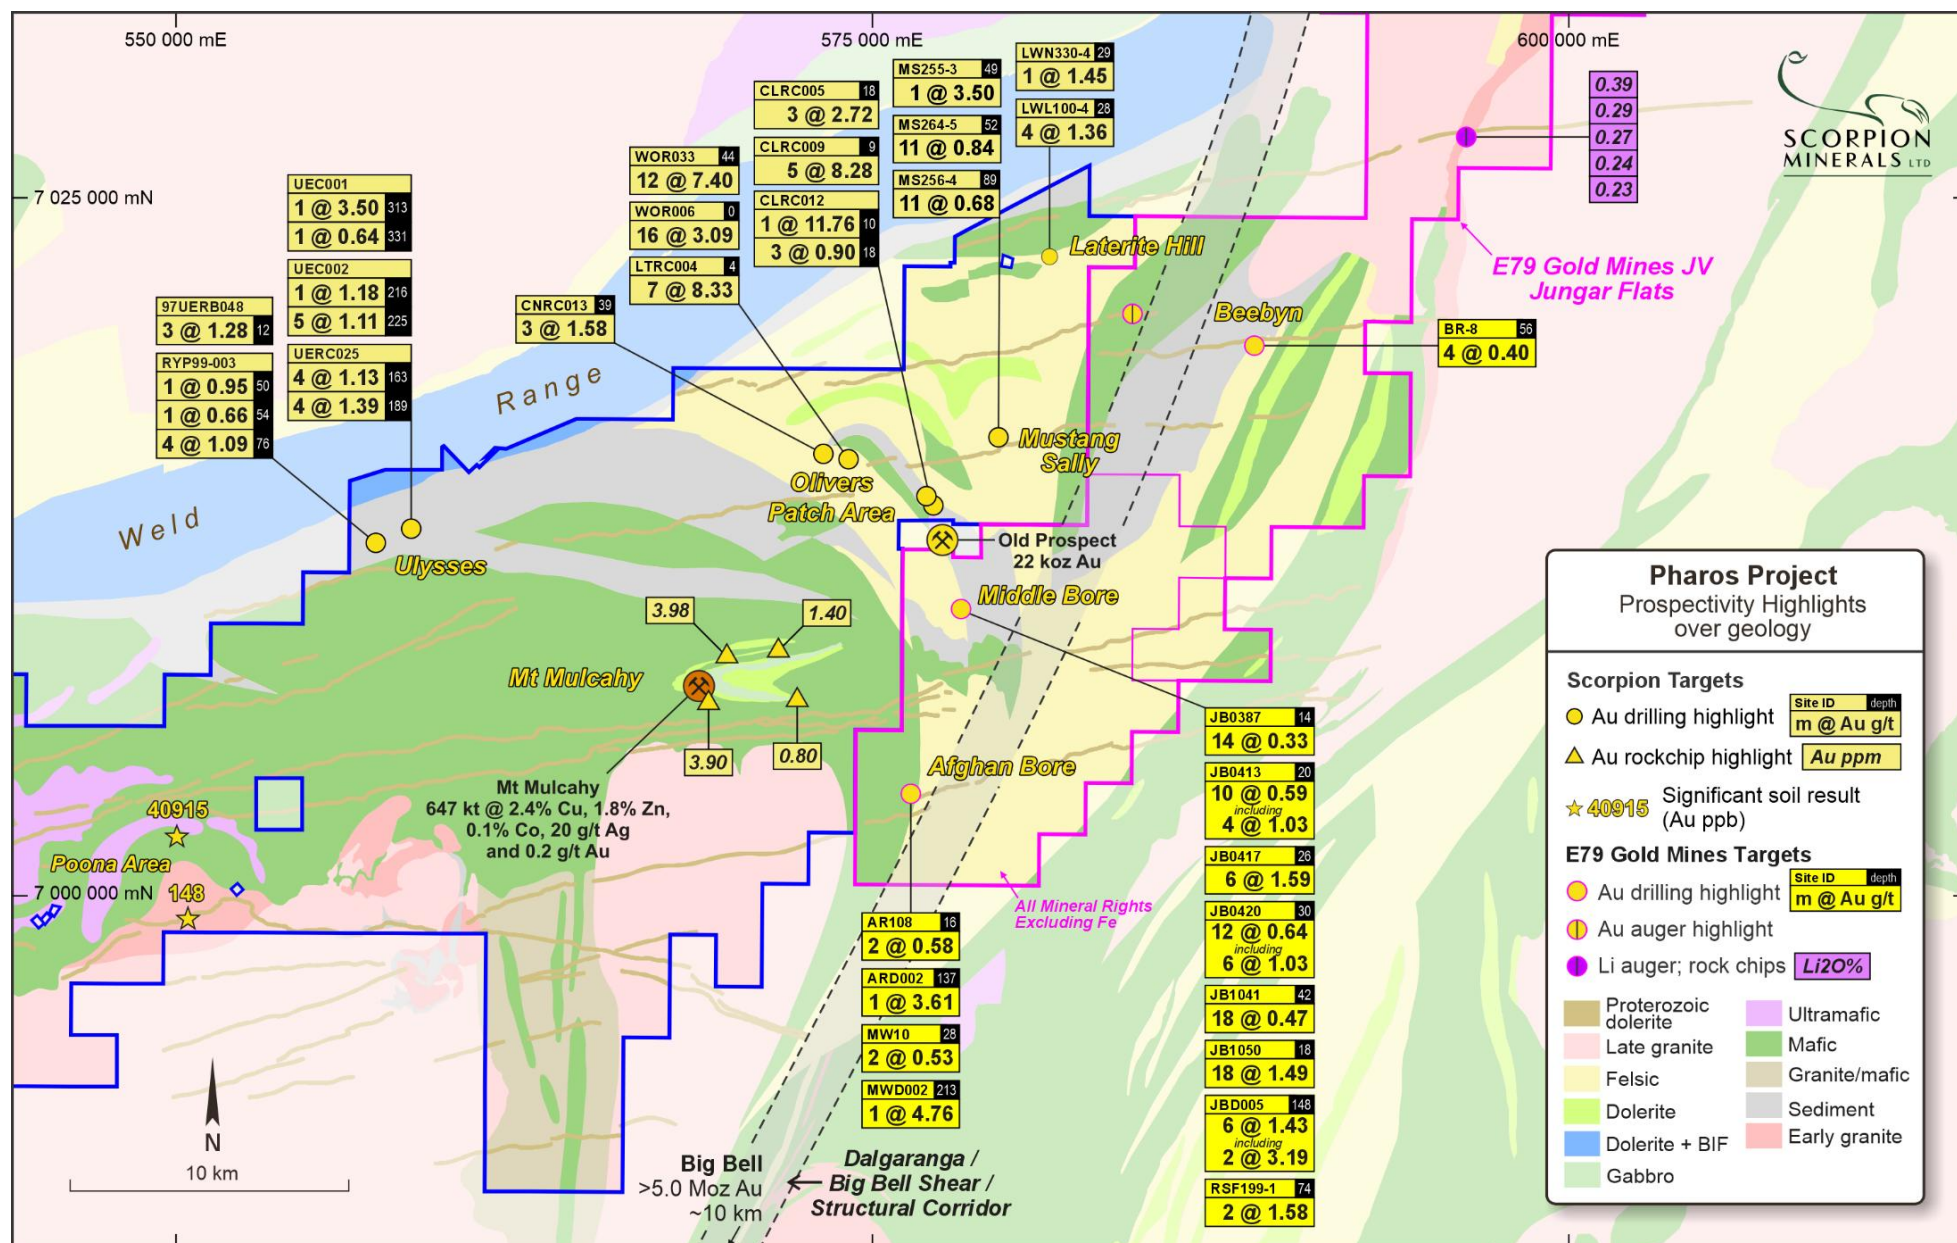 550 000 mE
575 000 mE
600 000 mE
7 025 000 mN
7 000 000 mN
SCORPION
MINERALS LTD
97UERB048
3 @ 1.28 12
RYP99-003
1 @ 0.95 50
1 @ 0.66 54
4 @ 1.09 76
UEC001
1 @ 3.50 313
1 @ 0.64 331
UEC002
1 @ 1.18 216
5 @ 1.11 225
UERC025
4 @ 1.13 163
4 @ 1.39 189
CNRC013 39
3 @ 1.58
WOR033 44
12 @ 7.40
WOR006 0
16 @ 3.09
LTRC004 4
7 @ 8.33
CLRC005 18
3 @ 2.72
CLRC009 9
5 @ 8.28
CLRC012
1 @ 11.76 10
3 @ 0.90 18
MS255-3 49
1 @ 3.50
MS264-5 52
11 @ 0.84
MS256-4 89
11 @ 0.68
LWN330-4 29
1 @ 1.45
LWL100-4 28
4 @ 1.36
0.39
0.29
0.27
0.24
0.23
E79 Gold Mines JV
Jungar Flats
BR-8 56
4 @ 0.40
Laterite Hill
Beebyn
Mustang
Sally
Olivers
Patch Area
Weld Range
Ulysses
Old Prospect
22 koz Au
Middle Bore
3.98
1.40
Mt Mulcahy
3.90
0.80
Mt Mulcahy
647 kt @ 2.4% Cu, 1.8% Zn,
0.1% Co, 20 g/t Ag
and 0.2 g/t Au
Afghan Bore
40915
Poona Area
148
All Mineral Rights
Excluding Fe
AR108 16
2 @ 0.58
ARD002 137
1 @ 3.61
MW10 28
2 @ 0.53
MWD002 213
1 @ 4.76
JB0387 14
14 @ 0.33
JB0413 20
10 @ 0.59
including
4 @ 1.03
JB0417 26
6 @ 1.59
JB0420 30
12 @ 0.64
including
6 @ 1.03
JB1041 42
18 @ 0.47
JB1050 18
18 @ 1.49
JBD005 148
6 @ 1.43
including
2 @ 3.19
RSF199-1 74
2 @ 1.58
N
10 km
Big Bell
>5.0 Moz Au
~10 km
Dalgaranga /
Big Bell Shear /
Structural Corridor
Pharos Project
Prospectivity Highlights
over geology
Scorpion Targets
Au drilling highlight
Site ID depth
m @ Au g/t
Au rockchip highlight
Au ppm
40915
Significant soil result
(Au ppb)
E79 Gold Mines Targets
Au drilling highlight
Site ID depth
m @ Au g/t
Au auger highlight
Li auger; rock chips
Li2O%
Proterozoic
dolerite
Late granite
Felsic
Dolerite
Dolerite + BIF
Gabbro
Ultramafic
Mafic
Granite/mafic
Sediment
Early granite